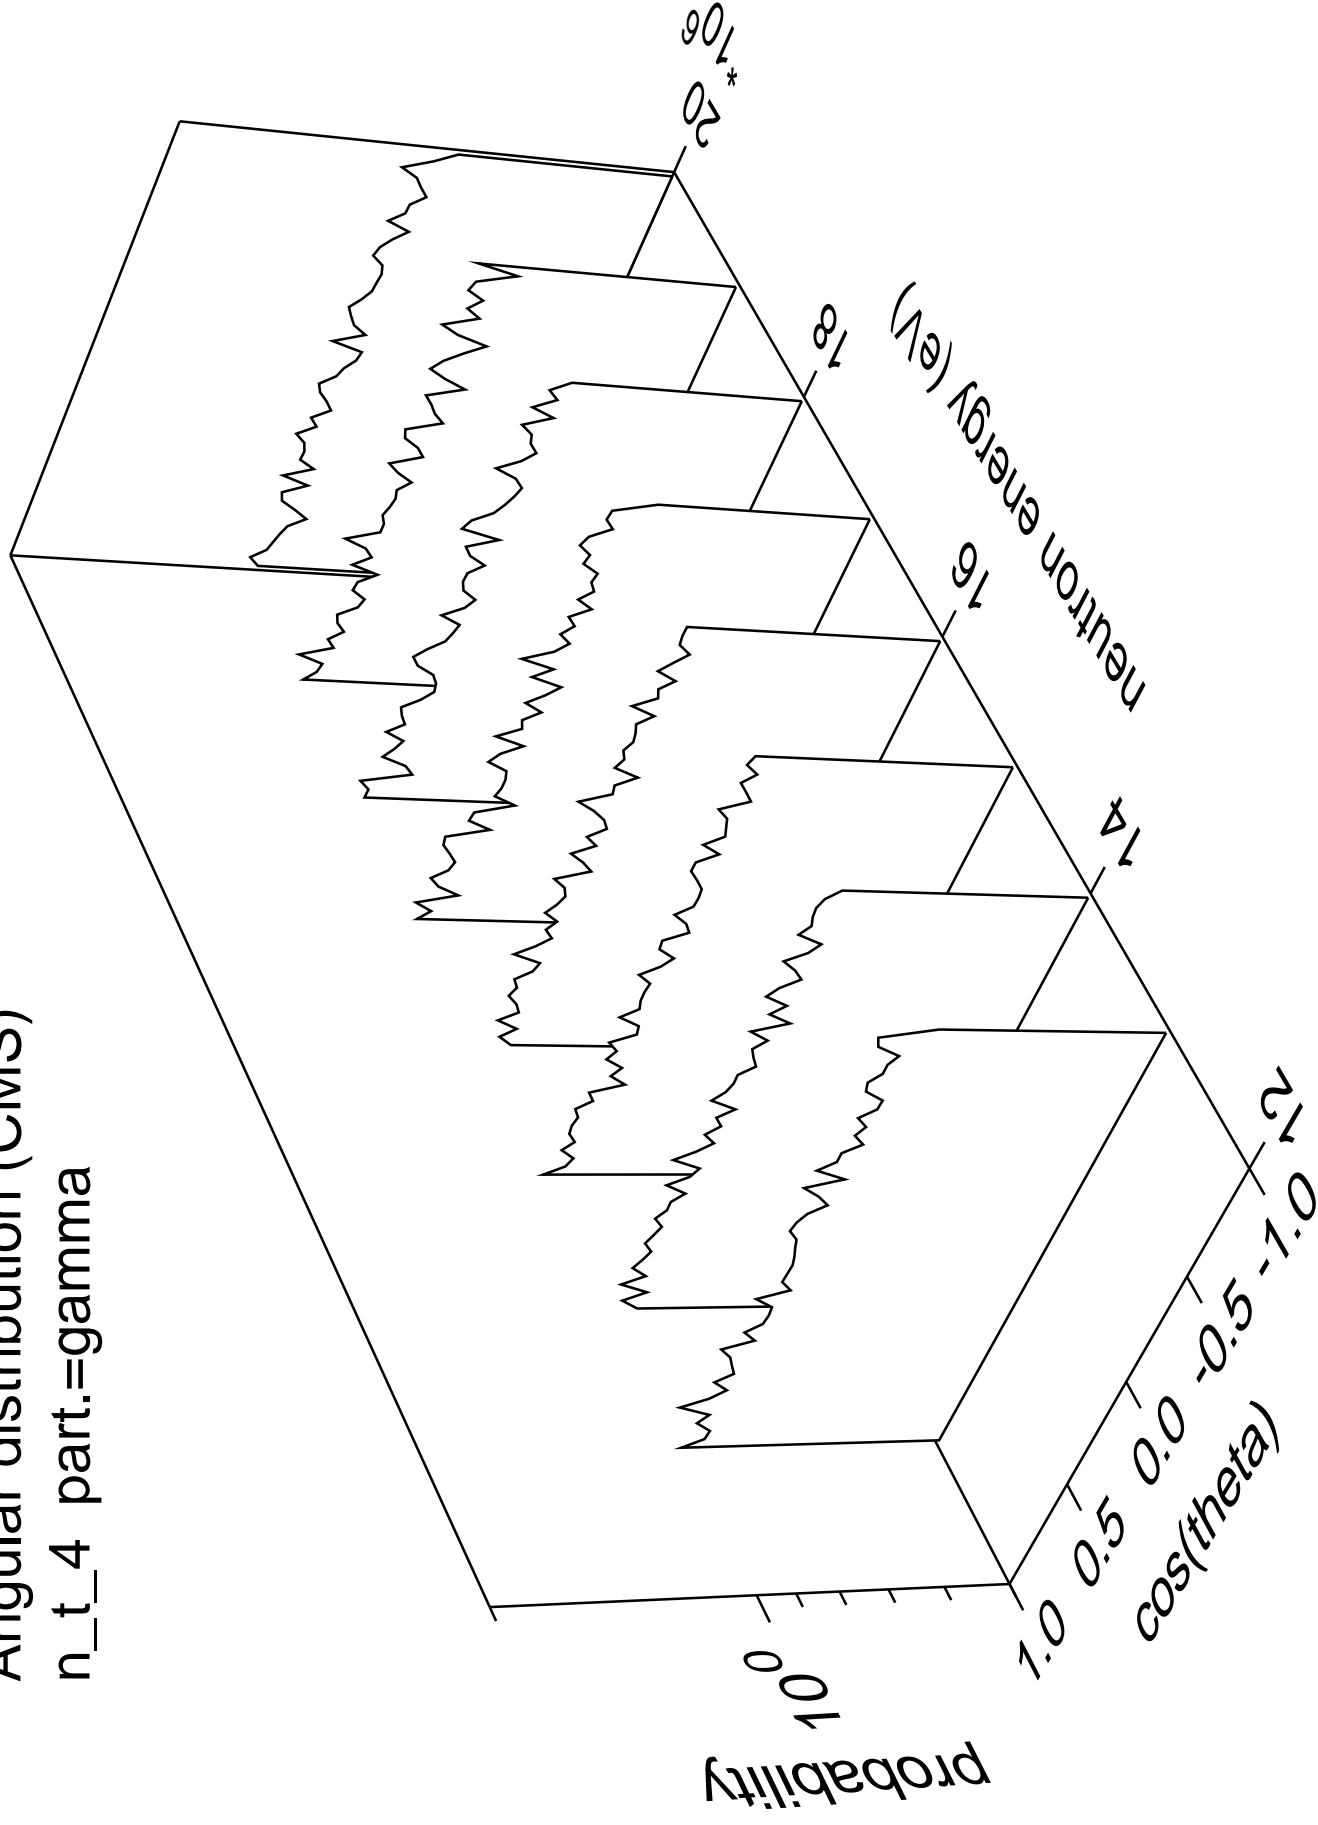 Angular distribution (CMS)
n_t_4 part.=gamma
probability
10^0
1.0 0.5 0.0 -0.5 -1.0
cos(theta)
12 14 16 18 20
*10^6
neutron energy (eV)